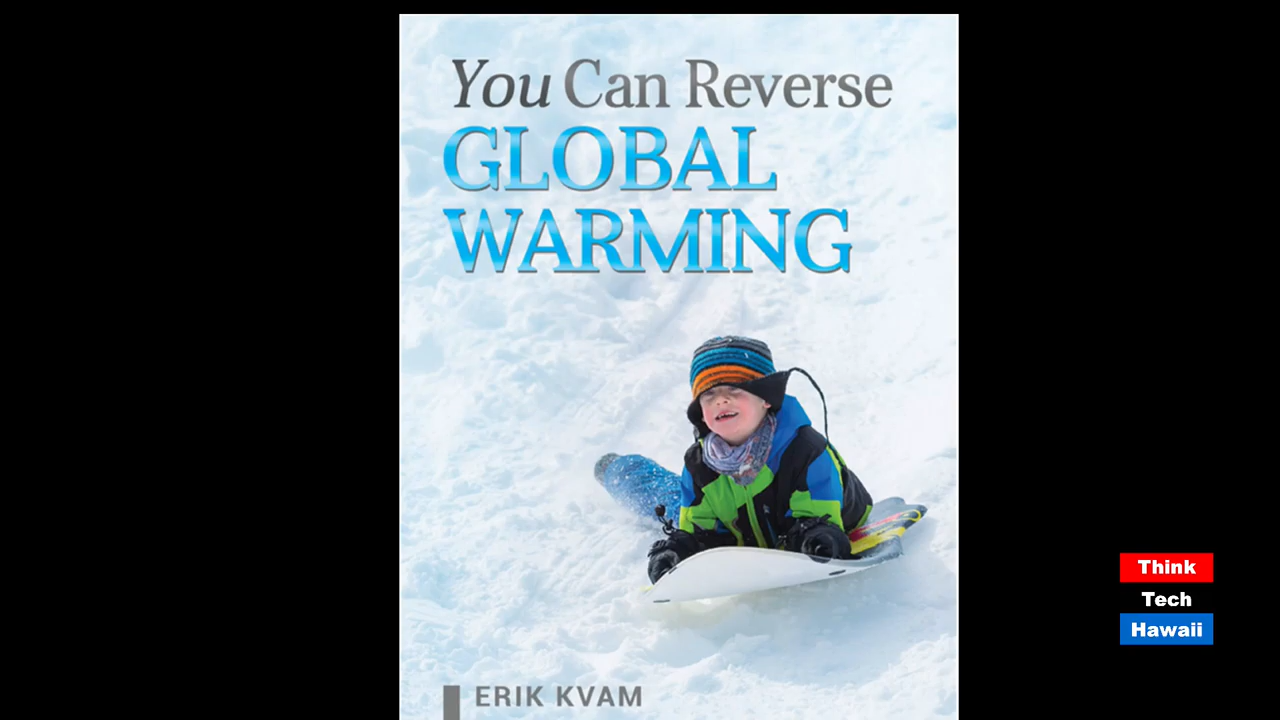 You Can Reverse
GLOBAL
WARMING
ERIK KVAM
Think
Tech
Hawaii